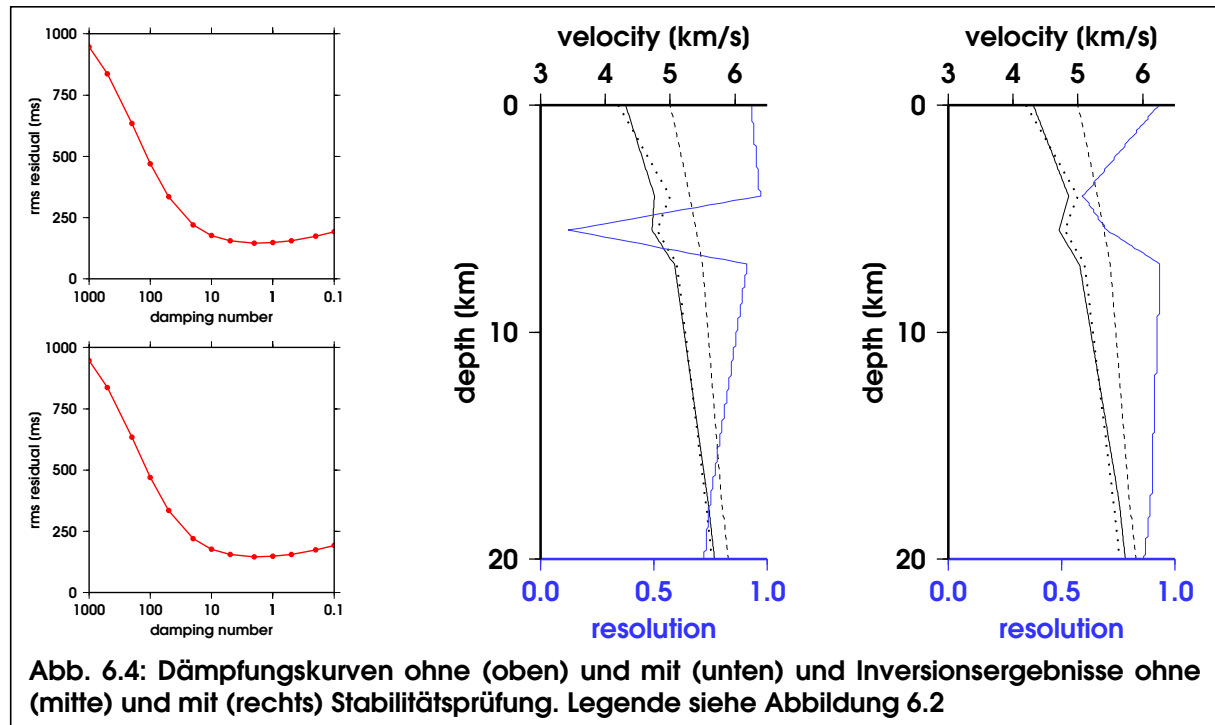 1000
750
500
250
0
rms residual (ms)
1000 100 10 1 0.1
damping number
1000
750
500
250
0
rms residual (ms)
1000 100 10 1 0.1
damping number
velocity (km/s)
3 4 5 6
0
10
20
depth (km)
0.0 0.5 1.0
resolution
velocity (km/s)
3 4 5 6
0
10
20
depth (km)
0.0 0.5 1.0
resolution
Abb. 6.4: Dämpfungskurven ohne (oben) und mit (unten) und Inversionsergebnisse ohne
(mitte) und mit (rechts) Stabilitätsprüfung. Legende siehe Abbildung 6.2